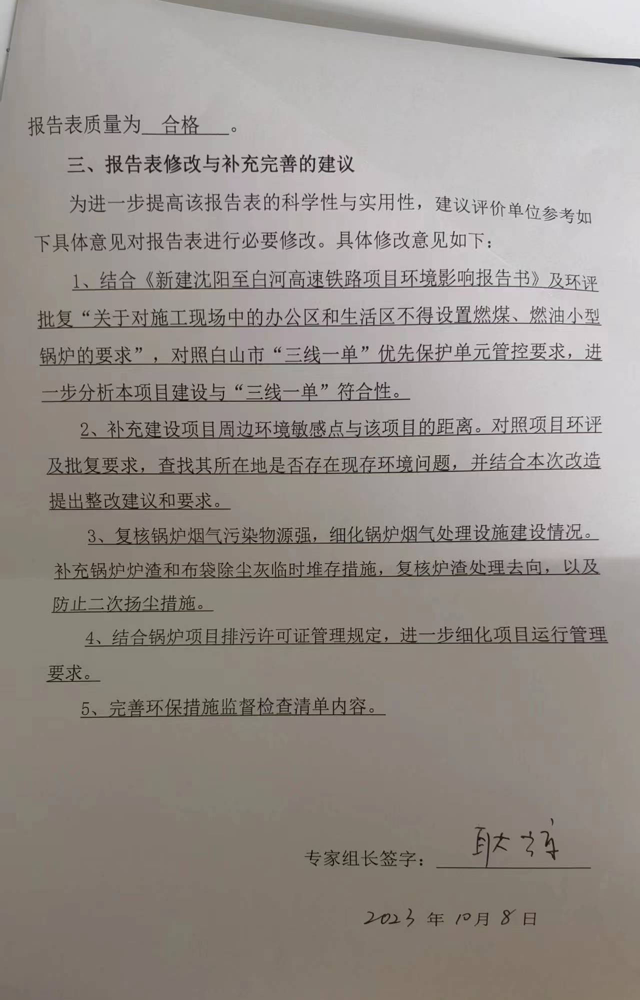 报告表质量为 合格 。
三、报告表修改与补充完善的建议
为进一步提高该报告表的科学性与实用性，建议评价单位参考如
下具体意见对报告表进行必要修改。具体修改意见如下：
1、结合《新建沈阳至白河高速铁路项目环境影响报告书》及环评
批复“关于对施工现场中的办公区和生活区不得设置燃煤、燃油小型
锅炉的要求”，对照白山市“三线一单”优先保护单元管控要求，进
一步分析本项目建设与“三线一单”符合性。
2、补充建设项目周边环境敏感点与该项目的距离。对照项目环评
及批复要求，查找其所在地是否存在现存环境问题，并结合本次改造
提出整改建议和要求。
3、复核锅炉烟气污染物源强，细化锅炉烟气处理设施建设情况。
补充锅炉炉渣和布袋除尘灰临时堆存措施，复核炉渣处理去向，以及
防止二次扬尘措施。
4、结合锅炉项目排污许可证管理规定，进一步细化项目运行管理
要求。
5、完善环保措施监督检查清单内容。
专家组长签字：耿
2023 年 10 月 8 日